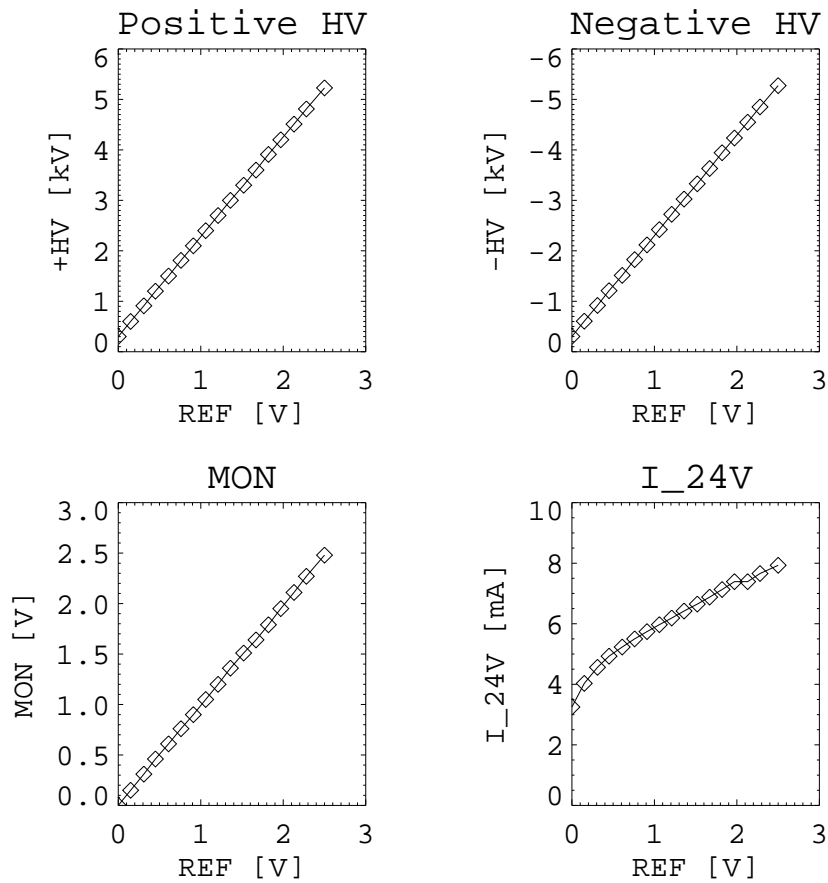 Positive HV
6
5
4
3
2
1
0
+HV [kV]
0 1 2 3
REF [V]
Negative HV
-6
-5
-4
-3
-2
-1
0
-HV [kV]
0 1 2 3
REF [V]
MON
3.0
2.5
2.0
1.5
1.0
0.5
0.0
MON [V]
0 1 2 3
REF [V]
I_24V
10
8
6
4
2
0
I_24V [mA]
0 1 2 3
REF [V]